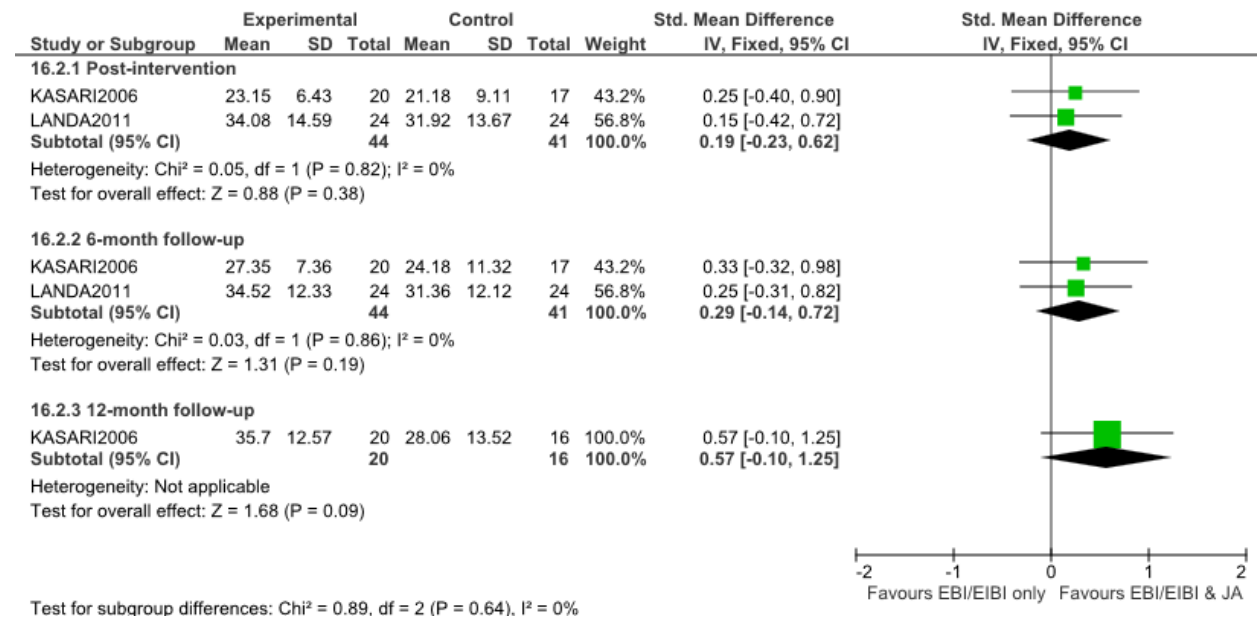 Experimental Control Std. Mean Difference Std. Mean Difference
Study or Subgroup Mean SD Total Mean SD Total Weight IV, Fixed, 95% CI IV, Fixed, 95% CI
16.2.1 Post-intervention
KASARI2006 23.15 6.43 20 21.18 9.11 17 43.2% 0.25 [-0.40, 0.90]
LANDA2011 34.08 14.59 24 31.92 13.67 24 56.8% 0.15 [-0.42, 0.72]
Subtotal (95% CI) 44 41 100.0% 0.19 [-0.23, 0.62]
Heterogeneity: Chi² = 0.05, df = 1 (P = 0.82); I² = 0%
Test for overall effect: Z = 0.88 (P = 0.38)
16.2.2 6-month follow-up
KASARI2006 27.35 7.36 20 24.18 11.32 17 43.2% 0.33 [-0.32, 0.98]
LANDA2011 34.52 12.33 24 31.36 12.12 24 56.8% 0.25 [-0.31, 0.82]
Subtotal (95% CI) 44 41 100.0% 0.29 [-0.14, 0.72]
Heterogeneity: Chi² = 0.03, df = 1 (P = 0.86); I² = 0%
Test for overall effect: Z = 1.31 (P = 0.19)
16.2.3 12-month follow-up
KASARI2006 35.7 12.57 20 28.06 13.52 16 100.0% 0.57 [-0.10, 1.25]
Subtotal (95% CI) 20 16 100.0% 0.57 [-0.10, 1.25]
Heterogeneity: Not applicable
Test for overall effect: Z = 1.68 (P = 0.09)
-2 -1 0 1 2
Favours EBI/EIBI only Favours EBI/EIBI & JA
Test for subgroup differences: Chi² = 0.89, df = 2 (P = 0.64), I² = 0%